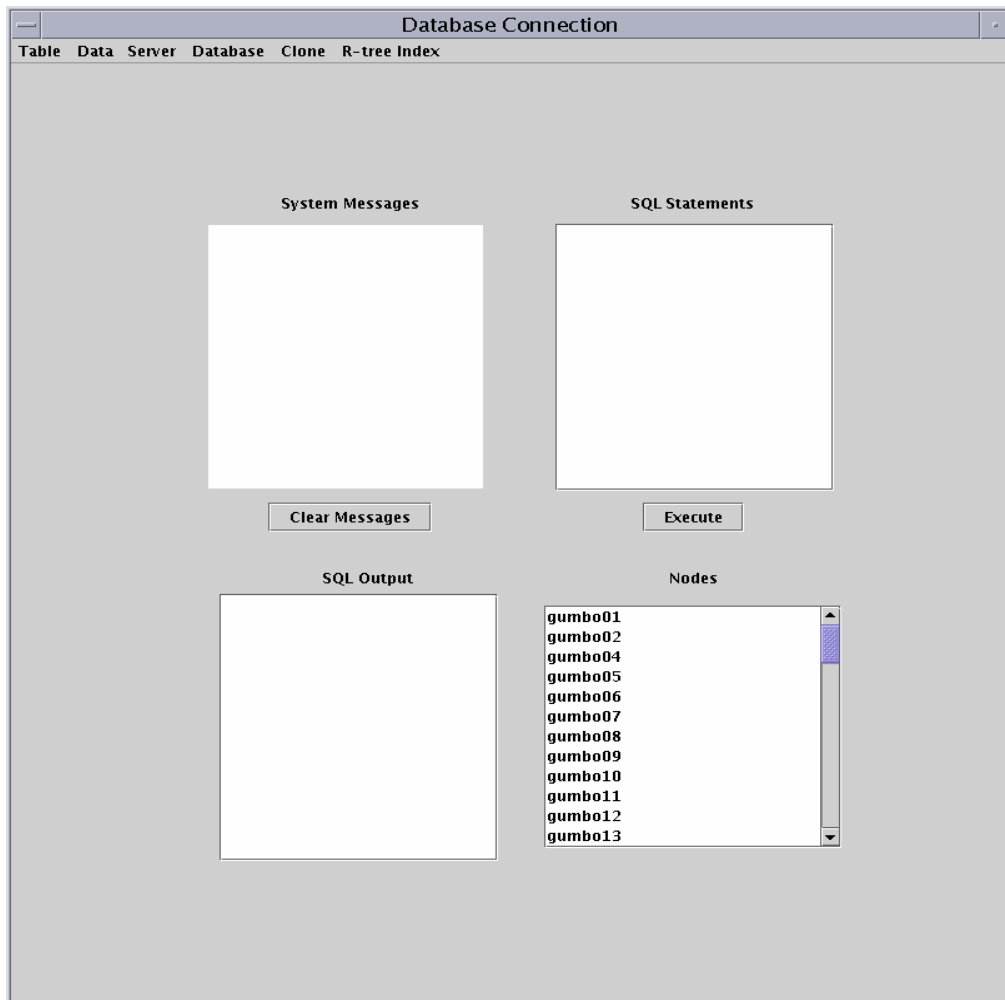 Database Connection
Table Data Server Database Clone R-tree Index
System Messages
SQL Statements
Clear Messages
Execute
SQL Output
Nodes
gumbo01
gumbo02
gumbo04
gumbo05
gumbo06
gumbo07
gumbo08
gumbo09
gumbo10
gumbo11
gumbo12
gumbo13